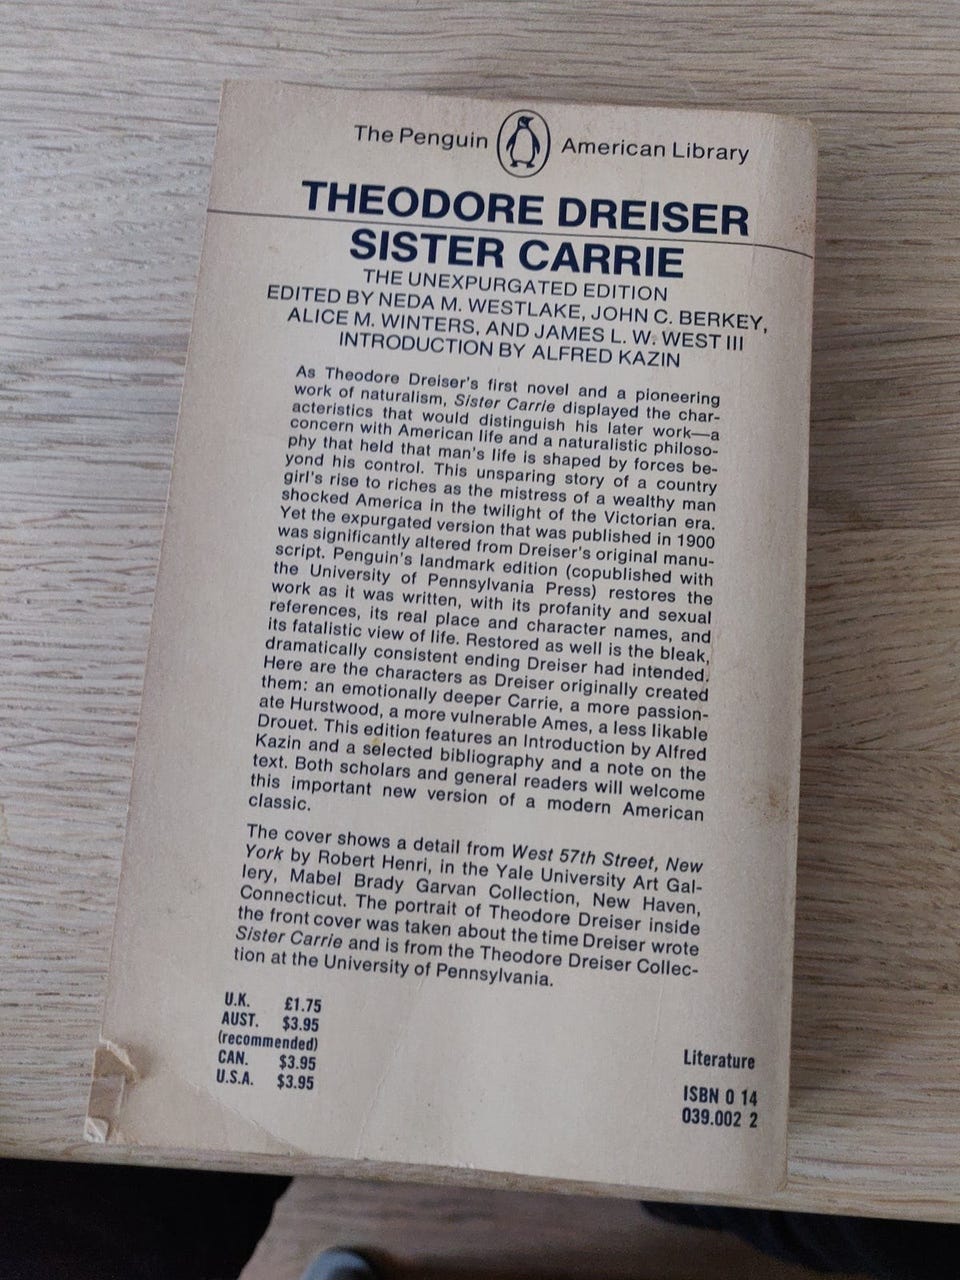 The Penguin American Library
THEODORE DREISER
SISTER CARRIE
THE UNEXPURGATED EDITION
EDITED BY NEDA M. WESTLAKE, JOHN C. BERKEY,
ALICE M. WINTERS, AND JAMES L. W. WEST III
INTRODUCTION BY ALFRED KAZIN
As Theodore Dreiser's first novel and a pioneering
work of naturalism, Sister Carrie displayed the char-
acteristics that would distinguish his later work—a
concern with American life and a naturalistic philoso-
phy that held that man's life is shaped by forces be-
yond his control. This unsparing story of a country
girl's rise to riches as the mistress of a wealthy man
shocked America in the twilight of the Victorian era.
Yet the expurgated version that was published in 1900
was significantly altered from Dreiser's original manu-
script. Penguin's landmark edition (copublished with
the University of Pennsylvania Press) restores the
work as it was written, with its profanity and sexual
references, its real place and character names, and
its fatalistic view of life. Restored as well is the bleak,
dramatically consistent ending Dreiser had intended.
Here are the characters as Dreiser originally created
them: an emotionally deeper Carrie, a more passion-
ate Hurstwood, a more vulnerable Ames, a less likable
Drouet. This edition features an Introduction by Alfred
Kazin and a selected bibliography and a note on the
text. Both scholars and general readers will welcome
this important new version of a modern American
classic.
The cover shows a detail from West 57th Street, New
York by Robert Henri, in the Yale University Art Gal-
lery, Mabel Brady Garvan Collection, New Haven,
Connecticut. The portrait of Theodore Dreiser inside
the front cover was taken about the time Dreiser wrote
Sister Carrie and is from the Theodore Dreiser Collec-
tion at the University of Pennsylvania.
U.K. £1.75
AUST. $3.95
(recommended)
CAN. $3.95
U.S.A. $3.95
Literature
ISBN 0 14
039.002 2